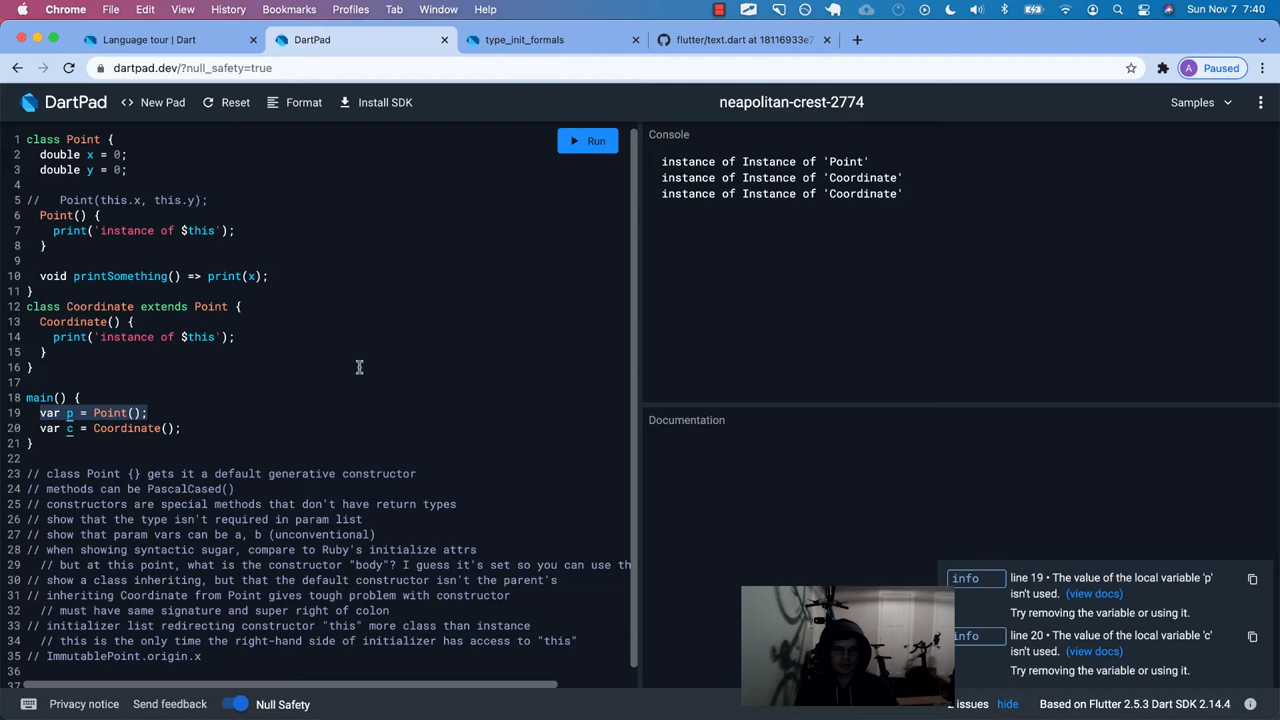 Chrome File Edit View History Bookmarks Profiles Tab Window Help Sun Nov 7 7:40
Language tour | Dart DartPad type_init_formals flutter/text.dart at 18116933e7
dartpad.dev/?null_safety=true A Paused
DartPad <> New Pad Reset Format Install SDK neapolitan-crest-2774 Samples
Run
1 class Point {
2 double x = 0;
3 double y = 0;
4
5 // Point(this.x, this.y);
6 Point() {
7 print('instance of $this');
8 }
9
10 void printSomething() => print(x);
11 }
12 class Coordinate extends Point {
13 Coordinate() {
14 print('instance of $this');
15 }
16 }
17
18 main() {
19 var p = Point();
20 var c = Coordinate();
21 }
22
23 // class Point {} gets it a default generative constructor
24 // methods can be PascalCased()
25 // constructors are special methods that don't have return types
26 // show that the type isn't required in param list
27 // show that param vars can be a, b (unconventional)
28 // when showing syntactic sugar, compare to Ruby's initialize attrs
29 // but at this point, what is the constructor "body"? I guess it's set so you can use th
30 // show a class inheriting, but that the default constructor isn't the parent's
31 // inheriting Coordinate from Point gives tough problem with constructor
32 // must have same signature and super right of colon
33 // initializer list redirecting constructor "this" more class than instance
34 // this is the only time the right-hand side of initializer has access to "this"
35 // ImmutablePoint.origin.x
36
37
Console
instance of Instance of 'Point'
instance of Instance of 'Coordinate'
instance of Instance of 'Coordinate'
Documentation
info line 19 • The value of the local variable 'p'
isn't used. (view docs)
Try removing the variable or using it.
info line 20 • The value of the local variable 'c'
isn't used. (view docs)
Try removing the variable or using it.
Privacy notice Send feedback Null Safety issues hide Based on Flutter 2.5.3 Dart SDK 2.14.4